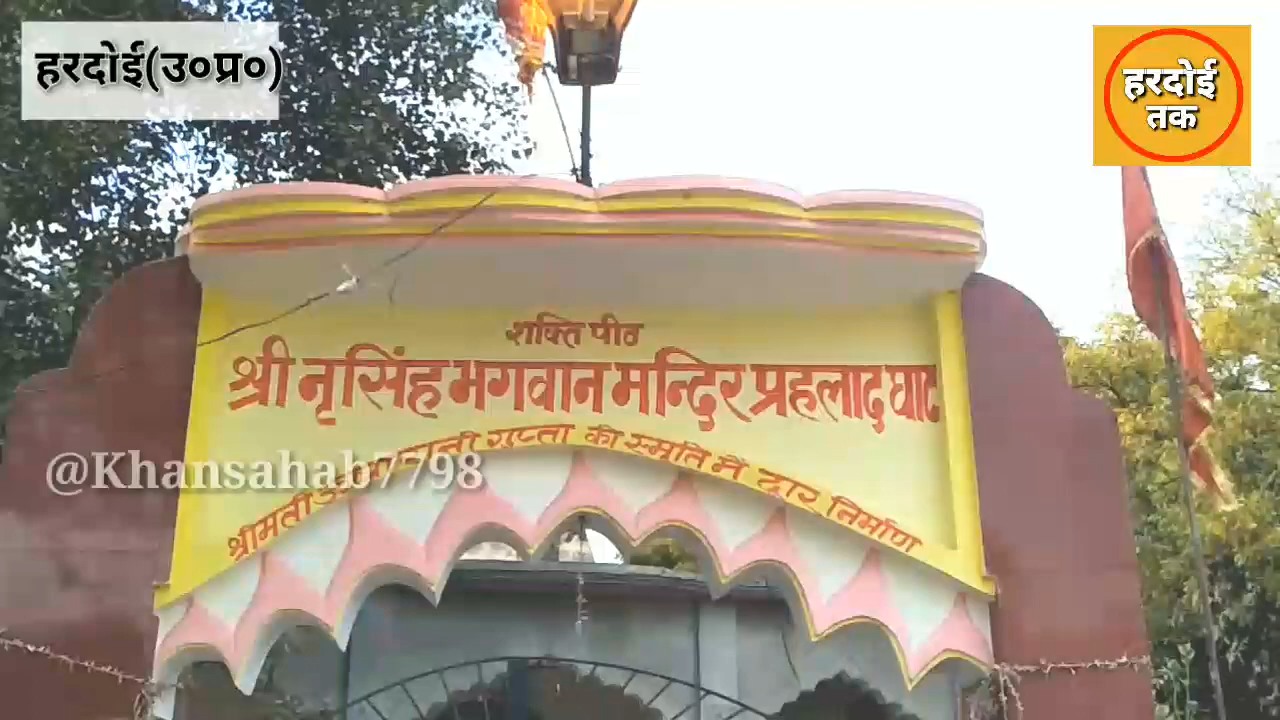 हरदोई(उ०प्र०)
हरदोई
तक
शक्ति पीठ
श्री नृसिंह भगवान मन्दिर प्रहलाद घाट
श्रीमती गुप्ता की स्मृति में द्वार निर्माण
@Khansahab7798